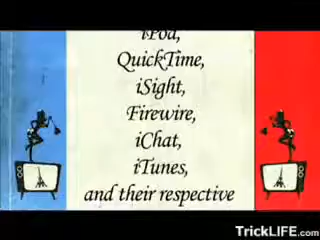 iPod,
QuickTime,
iSight,
Firewire,
iChat,
iTunes,
and their respective
TrickLIFE.com